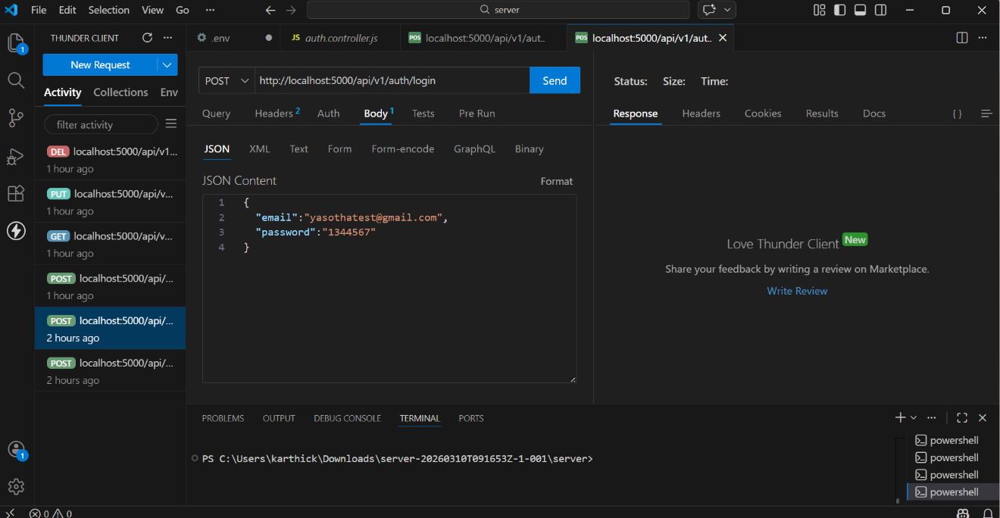 File Edit Selection View Go ··· server
THUNDER CLIENT ···
.env
JS auth.controller.js
POS localhost:5000/api/v1/aut..
POS localhost:5000/api/v1/aut..
···
1
New Request
Activity Collections Env
filter activity
DEL localhost:5000/api/v1...
1 hour ago
PUT localhost:5000/api/v...
1 hour ago
GET localhost:5000/api/v...
1 hour ago
POST localhost:5000/api/...
1 hour ago
POST localhost:5000/api/...
2 hours ago
POST localhost:5000/api/...
2 hours ago
1
POST http://localhost:5000/api/v1/auth/login Send
Query Headers 2 Auth Body 1 Tests Pre Run
JSON XML Text Form Form-encode GraphQL Binary
JSON Content Format
1 {
2 "email":"yasothatest@gmail.com",
3 "password":"1344567"
4 }
Status: Size: Time:
Response Headers Cookies Results Docs { }
Love Thunder Client New
Share your feedback by writing a review on Marketplace.
Write Review
PROBLEMS OUTPUT DEBUG CONSOLE TERMINAL PORTS ···
PS C:\Users\karthick\Downloads\server-20260310T091653Z-1-001\server>
powershell
powershell
powershell
powershell
0 0